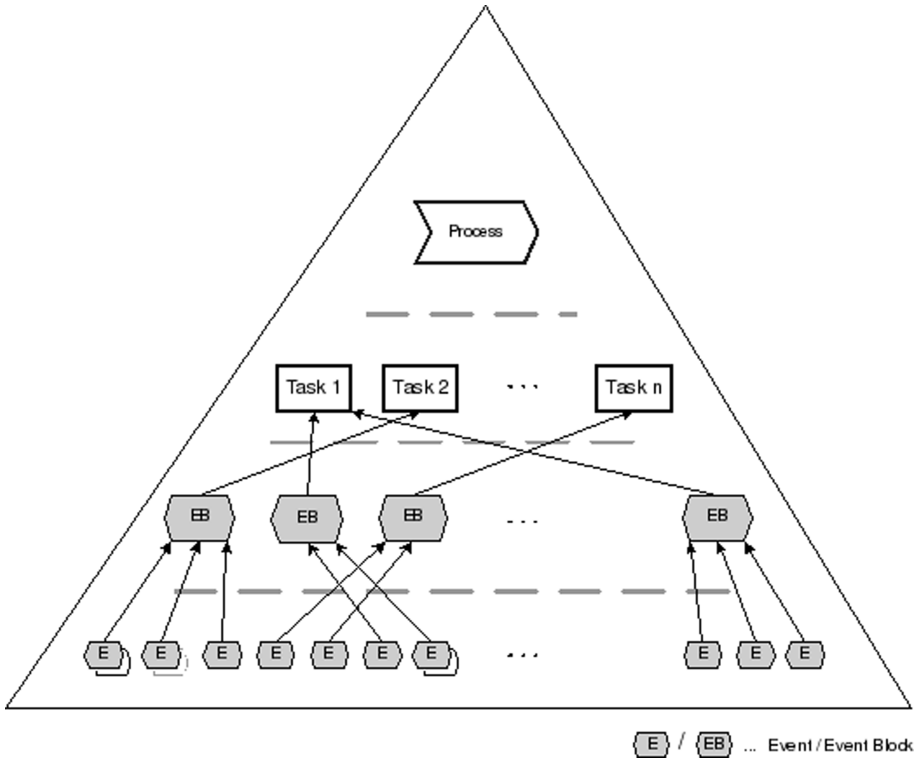 Process
Task 1 Task 2 ... Task n
EB EB EB ... EB
E E E E E E E ... E E E
E / EB ... Event / Event Block